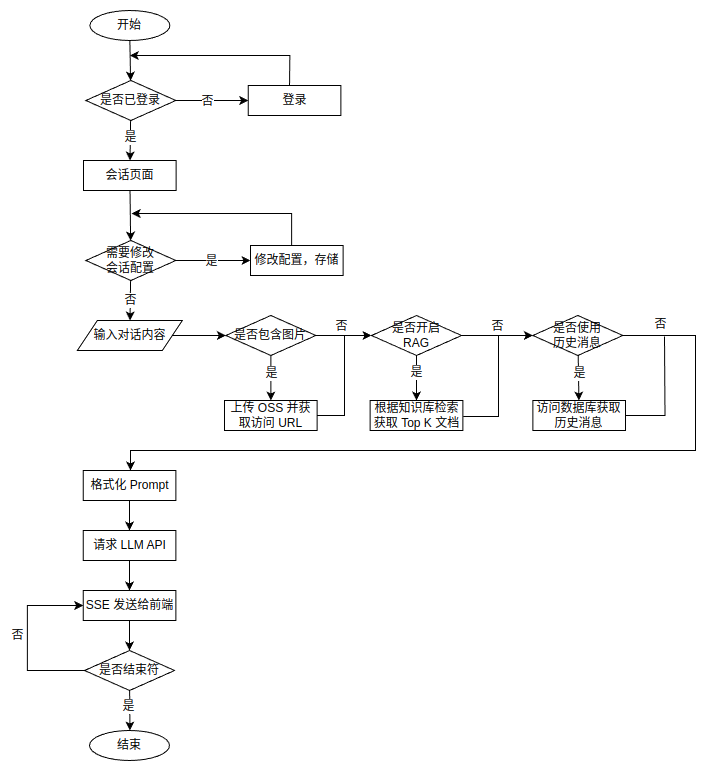 开始
是否已登录
否
登录
是
会话页面
需要修改
会话配置
是
修改配置，存储
否
输入对话内容
是否包含图片
否
是否开启
RAG
否
是否使用
历史消息
否
是
是
是
上传 OSS 并获
取访问 URL
根据知识库检索
获取 Top K 文档
访问数据库获取
历史消息
格式化 Prompt
请求 LLM API
SSE 发送给前端
否
是否结束符
是
结束